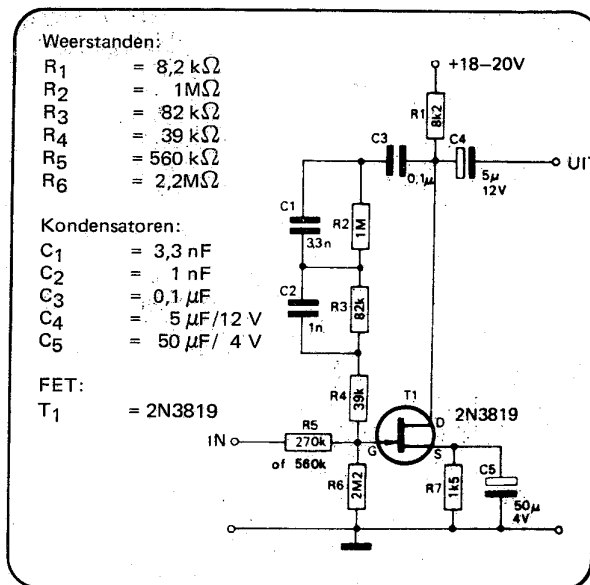 Weerstanden:
R1 = 8,2 kΩ
R2 = 1MΩ
R3 = 82 kΩ
R4 = 39 kΩ
R5 = 560 kΩ
R6 = 2,2MΩ
Kondensatoren:
C1 = 3,3 nF
C2 = 1 nF
C3 = 0,1 µF
C4 = 5 µF/12 V
C5 = 50 µF/ 4 V
FET:
T1 = 2N3819
+18–20V
R1
8k2
C3
0,1µ
C4
5µ
12V
UIT
C1
3,3n
R2
1M
C2
1n
R3
82k
R4
39k
T1
2N3819
D
G
S
IN
R5
270k
of 560k
R6
2M2
R7
1k5
C5
50µ
4V